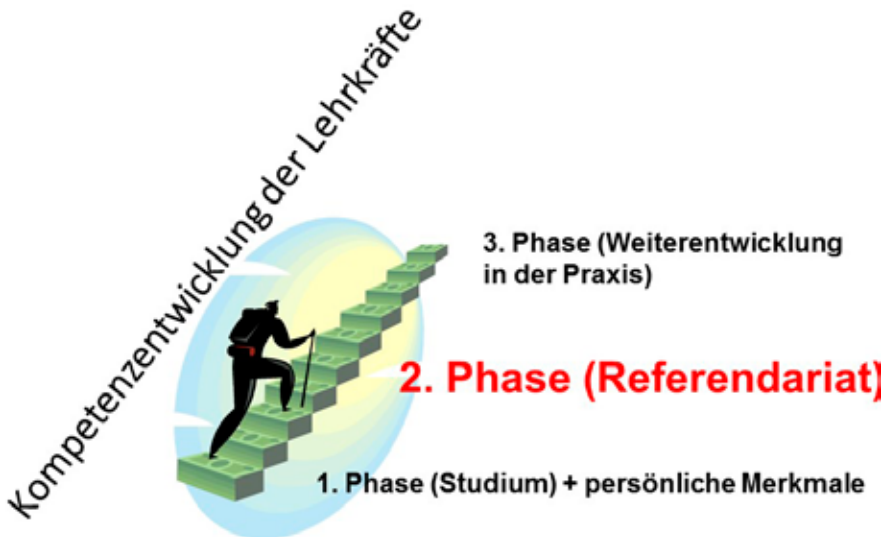 Kompetenzentwicklung der Lehrkräfte
3. Phase (Weiterentwicklung
in der Praxis)
2. Phase (Referendariat)
1. Phase (Studium) + persönliche Merkmale